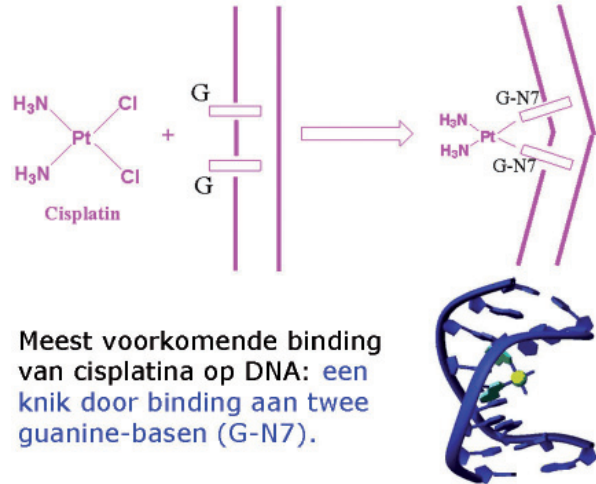 H₃N
Cl
Pt
H₃N
Cl
Cisplatin
+
G
G
G-N7
H₃N
Pt
H₃N
G-N7
Meest voorkomende binding
van cisplatina op DNA: een
knik door binding aan twee
guanine-basen (G-N7).